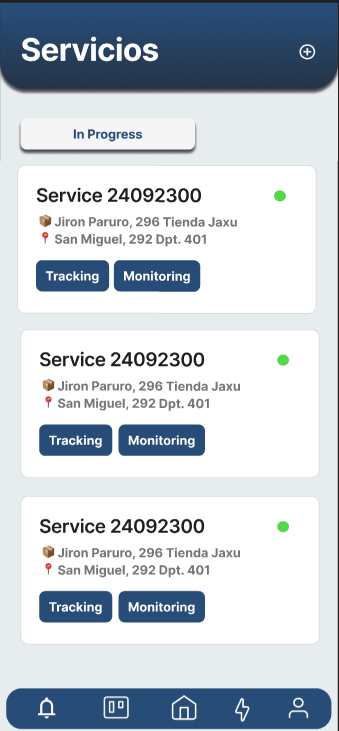 Servicios
In Progress
Service 24092300
📦 Jiron Paruro, 296 Tienda Jaxu
📍 San Miguel, 292 Dpt. 401
Tracking Monitoring
Service 24092300
📦 Jiron Paruro, 296 Tienda Jaxu
📍 San Miguel, 292 Dpt. 401
Tracking Monitoring
Service 24092300
📦 Jiron Paruro, 296 Tienda Jaxu
📍 San Miguel, 292 Dpt. 401
Tracking Monitoring